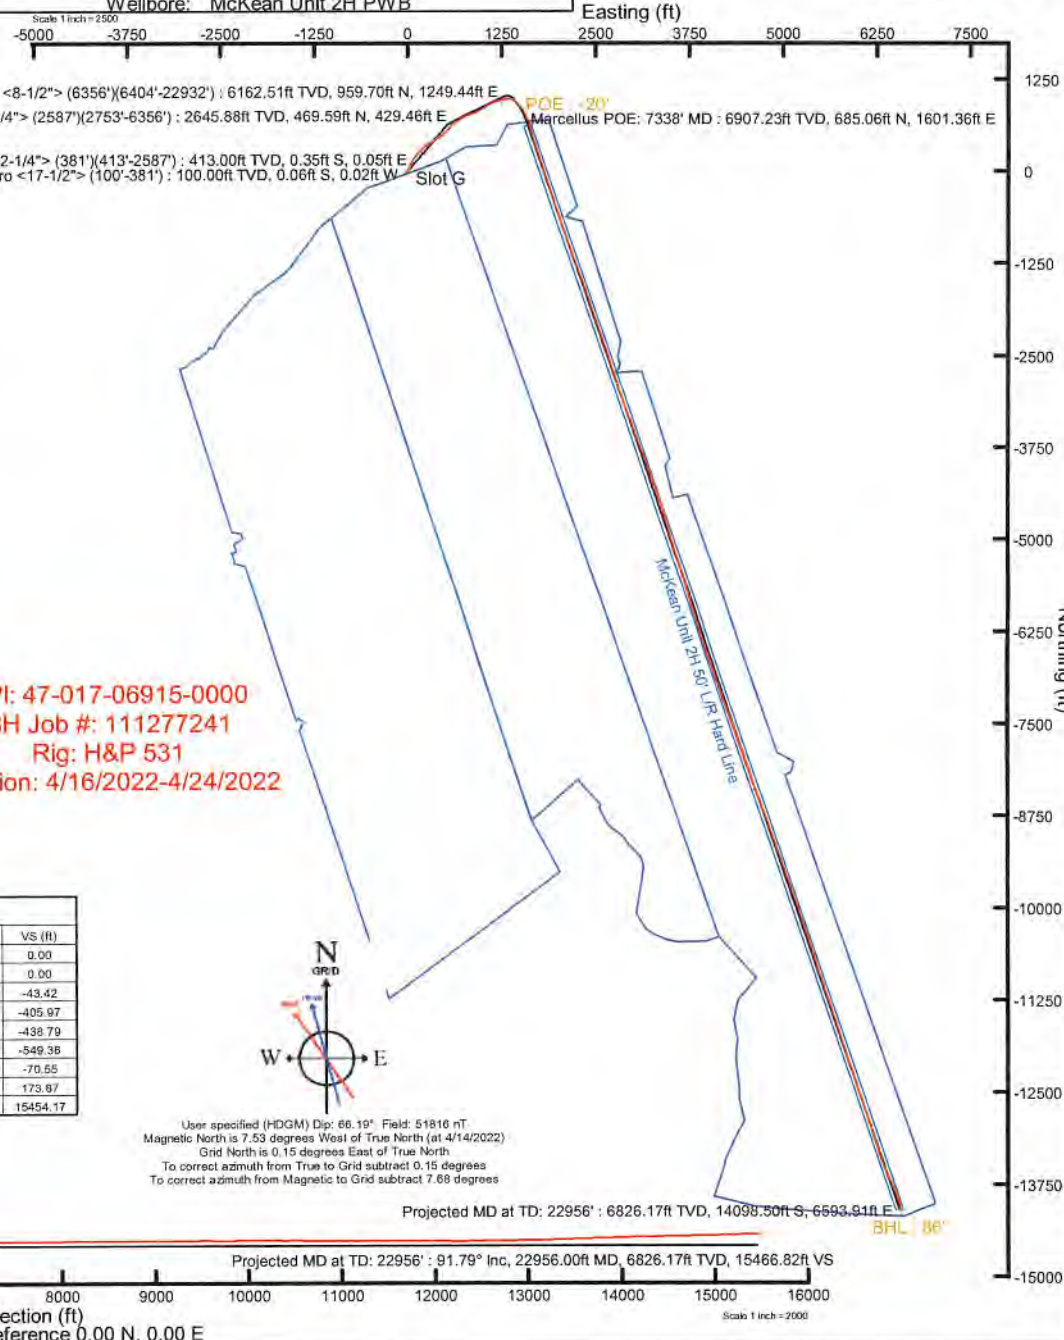 Wellbore: McKean Unit 2H PWB
Scale 1 inch = 2500
Easting (ft)
-5000 -3750 -2500 -1250 0 1250 2500 3750 5000 6250 7500
<8-1/2"> (6356')(6404'-22932') : 6162.51ft TVD, 959.70ft N, 1249.44ft E
/4"> (2587')(2753'-6356') : 2645.88ft TVD, 469.59ft N, 429.46ft E
2-1/4"> (381')(413'-2587') : 413.00ft TVD, 0.35ft S, 0.05ft E
ro <17-1/2"> (100'-381') : 100.00ft TVD, 0.06ft S, 0.02ft W
POE : <20'
Marcellus POE: 7338' MD : 6907.23ft TVD, 685.06ft N, 1601.36ft E
Slot G
1250
0
-1250
-2500
-3750
-5000
-6250
-7500
-8750
-10000
-11250
-12500
-13750
-15000
Northing (ft)
McKean Unit 2H 50' L/R Hard Line
PI: 47-017-06915-0000
BH Job #: 111277241
Rig: H&P 531
ion: 4/16/2022-4/24/2022
VS (ft)
0.00
0.00
-43.42
-405.97
-438.79
-549.36
-70.55
173.67
15454.17
N
GRID
W E
User specified (HDGM) Dip: 66.19° Field: 51816 nT
Magnetic North is 7.53 degrees West of True North (at 4/14/2022)
Grid North is 0.15 degrees East of True North
To correct azimuth from True to Grid subtract 0.15 degrees
To correct azimuth from Magnetic to Grid subtract 7.68 degrees
Projected MD at TD: 22956' : 6826.17ft TVD, 14098.50ft S, 6593.91ft E
BHL : 86'
Projected MD at TD: 22956' : 91.79° Inc, 22956.00ft MD, 6826.17ft TVD, 15466.82ft VS
8000 9000 10000 11000 12000 13000 14000 15000 16000
Scale 1 inch = 2000
ection (ft)
eference 0.00 N, 0.00 E